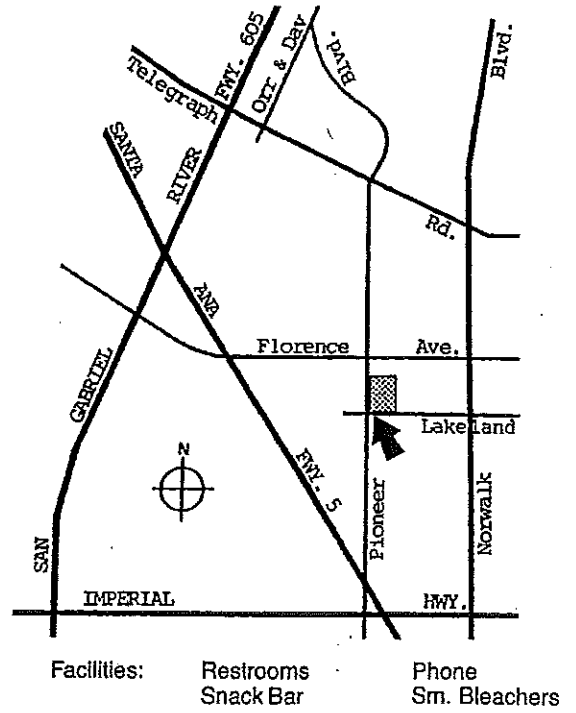 FWY. 605
Orr & Day
Blvd.
Blvd.
Telegraph
Rd.
SANTA
ANA
FWY. 5
RIVER
GABRIEL
SAN
Florence Ave.
Lakeland
N
Pioneer
Norwalk
IMPERIAL HWY.
Facilities: Restrooms Phone
Snack Bar Sm. Bleachers